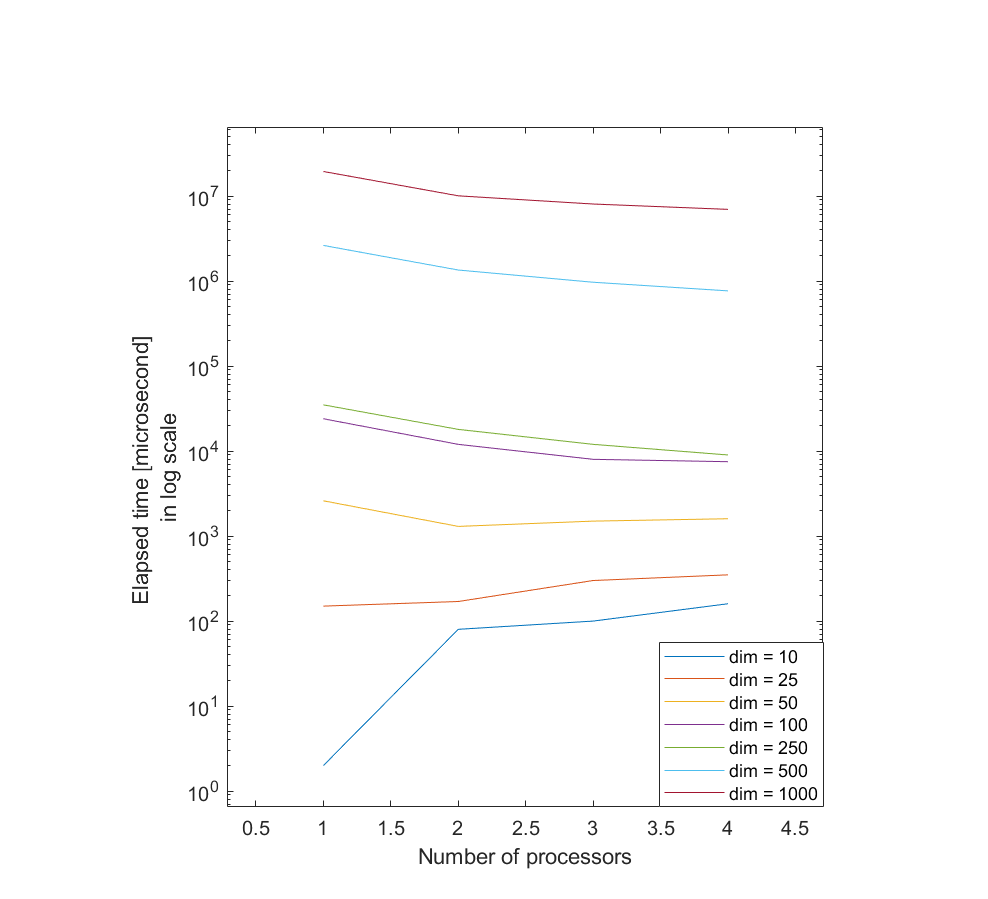 10^7
10^6
10^5
10^4
10^3
10^2
10^1
10^0
Elapsed time [microsecond]
in log scale
dim = 10
dim = 25
dim = 50
dim = 100
dim = 250
dim = 500
dim = 1000
0.5 1 1.5 2 2.5 3 3.5 4 4.5
Number of processors